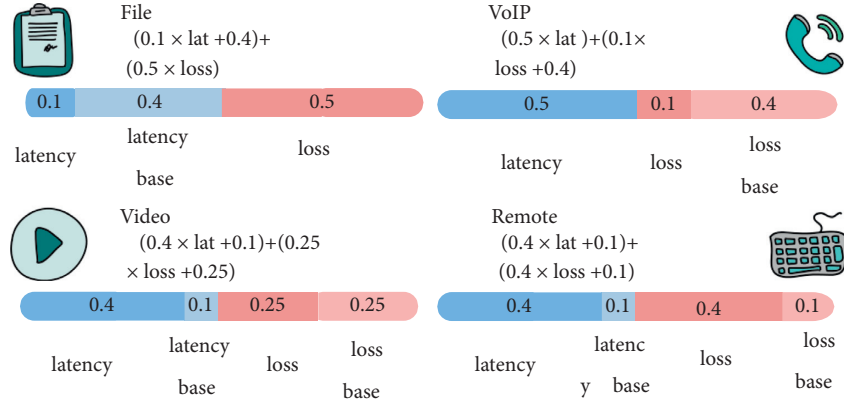 File
(0.1 × lat +0.4)+
(0.5 × loss)
0.1 0.4 0.5
latency
latency
base
loss
VoIP
(0.5 × lat )+(0.1×
loss +0.4)
0.5 0.1 0.4
latency
loss
loss
base
Video
(0.4 × lat +0.1)+(0.25
× loss +0.25)
0.4 0.1 0.25 0.25
latency
latency
base
loss
loss
base
Remote
(0.4 × lat +0.1)+
(0.4 × loss +0.1)
0.4 0.1 0.4 0.1
latency
latenc
y base
loss
loss
base